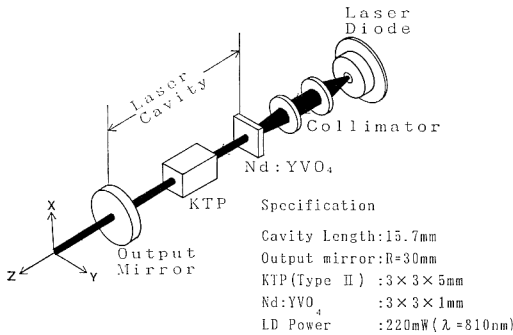 Laser
Diode
Laser
Cavity
Collimator
Nd:YVO₄
KTP
Output
Mirror
X
Z
Y
Specification
Cavity Length:15.7mm
Output mirror:R=30mm
KTP(Type Ⅱ) :3×3×5mm
Nd:YVO₄ :3×3×1mm
LD Power :220mW(λ=810nm)